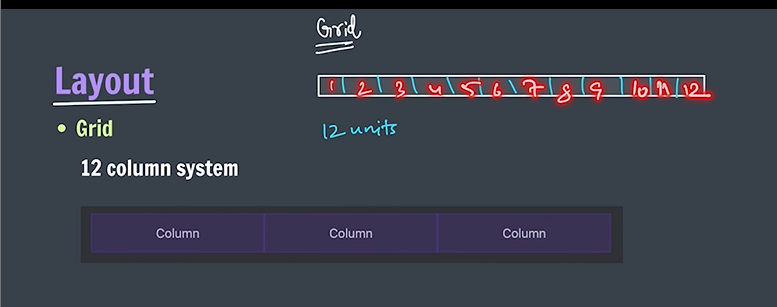 Grid
Layout
1 2 3 4 5 6 7 8 9 10 11 12
• Grid
12 units
12 column system
Column Column Column